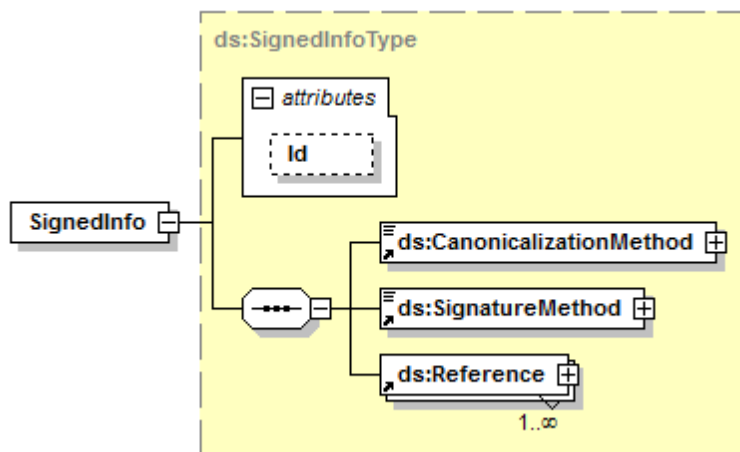 ds:SignedInfoType
attributes
Id
SignedInfo
ds:CanonicalizationMethod
ds:SignatureMethod
ds:Reference
1..∞